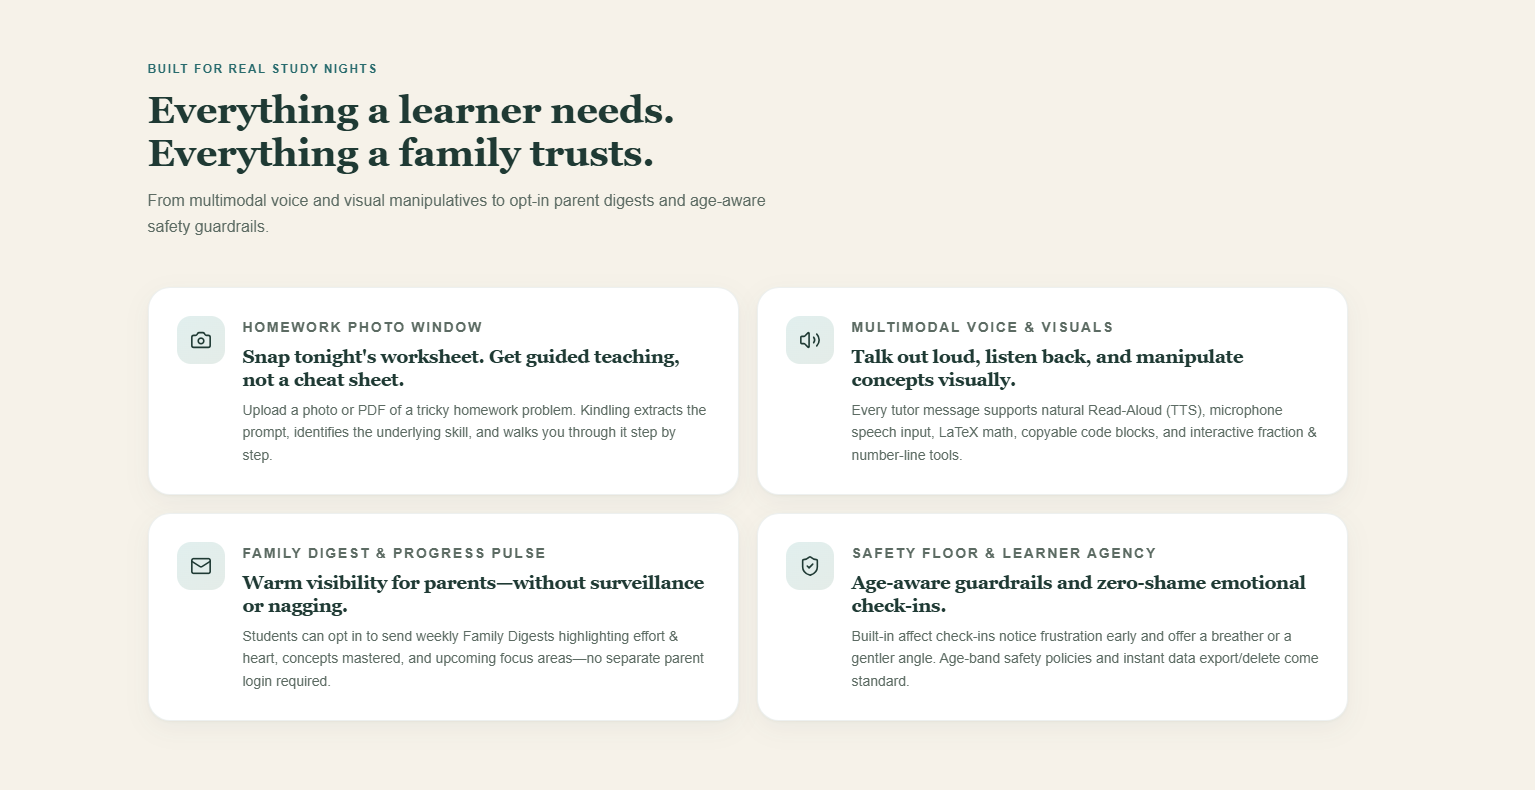 BUILT FOR REAL STUDY NIGHTS
Everything a learner needs.
Everything a family trusts.
From multimodal voice and visual manipulatives to opt-in parent digests and age-aware
safety guardrails.
HOMEWORK PHOTO WINDOW
Snap tonight's worksheet. Get guided teaching,
not a cheat sheet.
Upload a photo or PDF of a tricky homework problem. Kindling extracts the
prompt, identifies the underlying skill, and walks you through it step by
step.
MULTIMODAL VOICE & VISUALS
Talk out loud, listen back, and manipulate
concepts visually.
Every tutor message supports natural Read-Aloud (TTS), microphone
speech input, LaTeX math, copyable code blocks, and interactive fraction &
number-line tools.
FAMILY DIGEST & PROGRESS PULSE
Warm visibility for parents—without surveillance
or nagging.
Students can opt in to send weekly Family Digests highlighting effort &
heart, concepts mastered, and upcoming focus areas—no separate parent
login required.
SAFETY FLOOR & LEARNER AGENCY
Age-aware guardrails and zero-shame emotional
check-ins.
Built-in affect check-ins notice frustration early and offer a breather or a
gentler angle. Age-band safety policies and instant data export/delete come
standard.